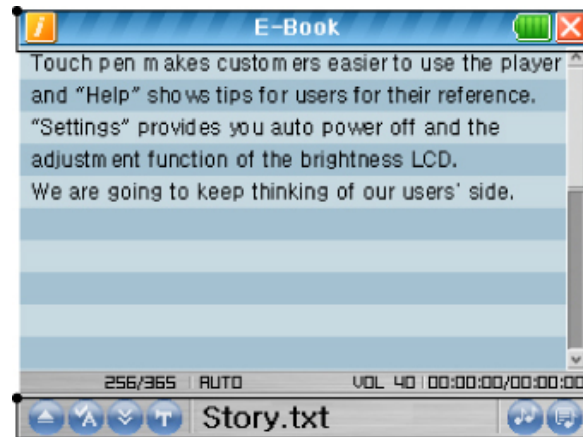 E-Book
Touch pen makes customers easier to use the player
and “Help” shows tips for users for their reference.
“Settings” provides you auto power off and the
adjustment function of the brightness LCD.
We are going to keep thinking of our users' side.
256/365 AUTO VOL 40 00:00:00/00:00:00
Story.txt